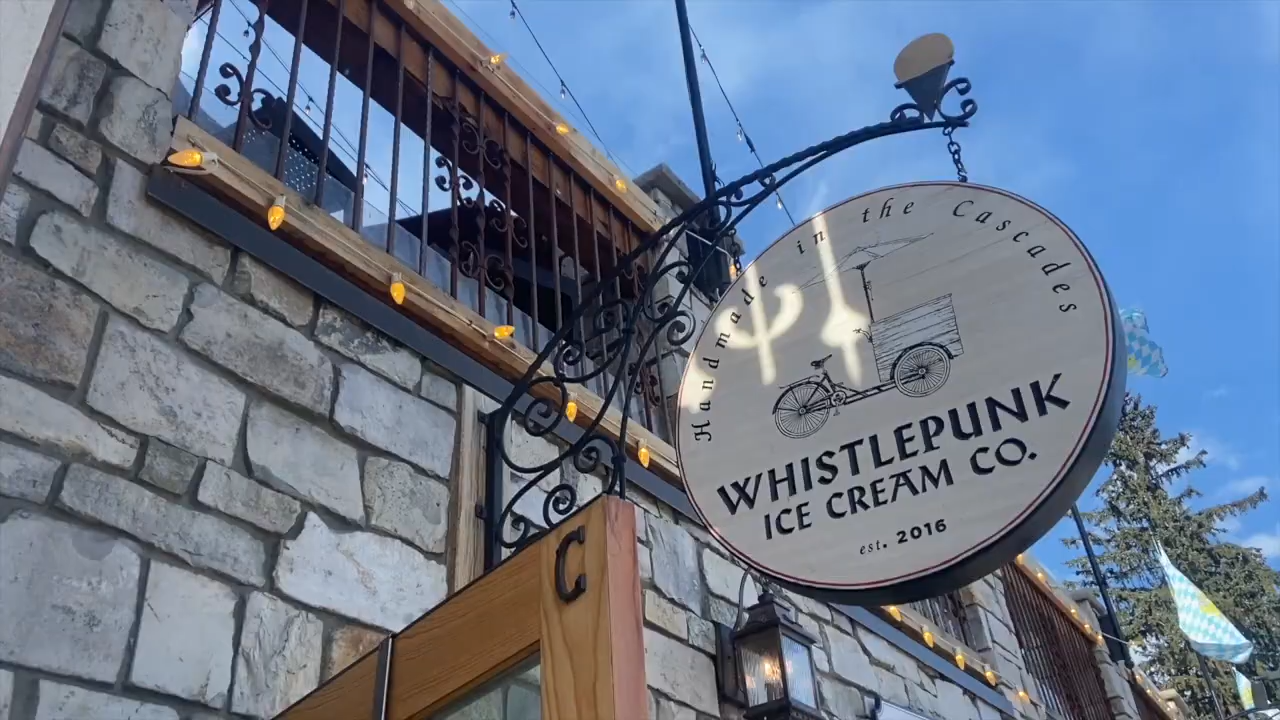 Handmade in the Cascades
WHISTLEPUNK
ICE CREAM CO.
est. 2016
C